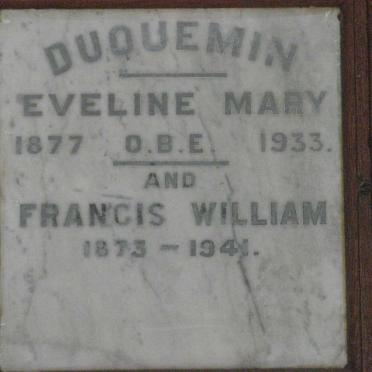 DUQUEMIN
EVELINE MARY
1877 O.B.E. 1933.
AND
FRANCIS WILLIAM
1873 - 1941.